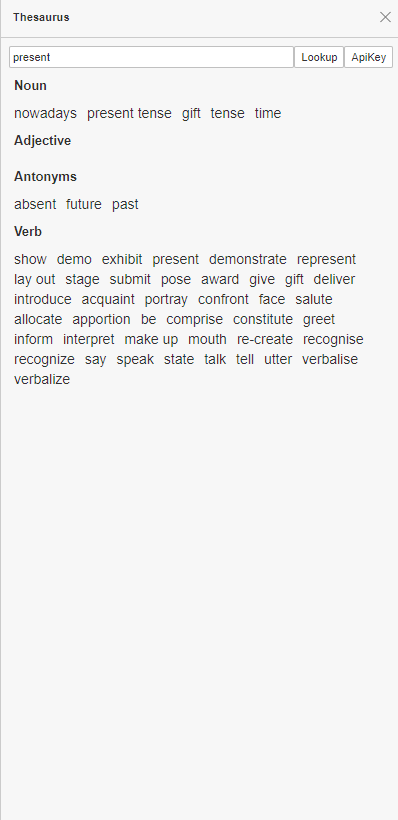 Thesaurus
present Lookup ApiKey
Noun
nowadays present tense gift tense time
Adjective
Antonyms
absent future past
Verb
show demo exhibit present demonstrate represent
lay out stage submit pose award give gift deliver
introduce acquaint portray confront face salute
allocate apportion be comprise constitute greet
inform interpret make up mouth re-create recognise
recognize say speak state talk tell utter verbalise
verbalize